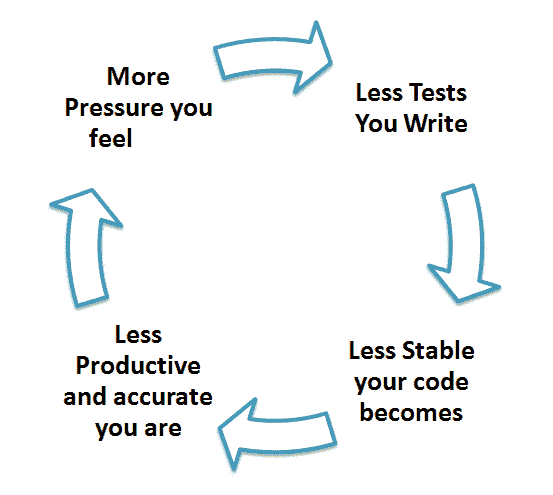 More
Pressure you
feel
Less Tests
You Write
Less Stable
your code
becomes
Less
Productive
and accurate
you are